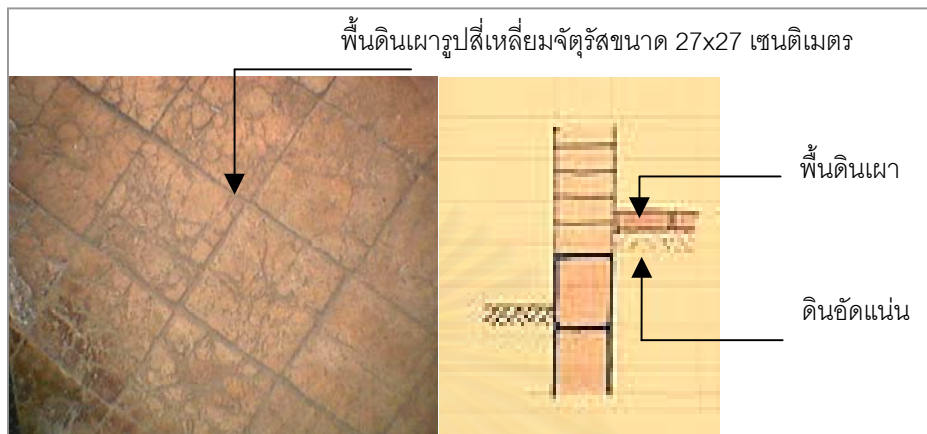 พื้นดินเผารูปสี่เหลี่ยมจัตุรัสขนาด 27x27 เซนติเมตร
พื้นดินเผา
ดินอัดแน่น